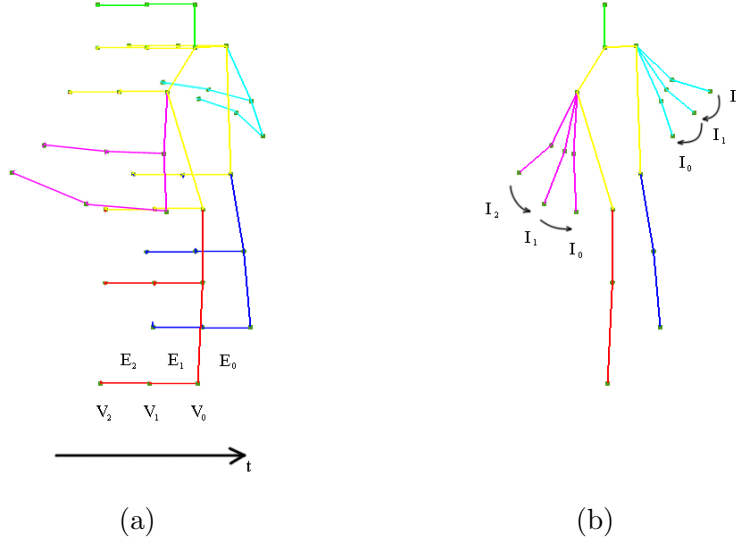 I
I₁
I₀
I₂
I₁
I₀
E₂ E₁ E₀
V₂ V₁ V₀
t
(a) (b)